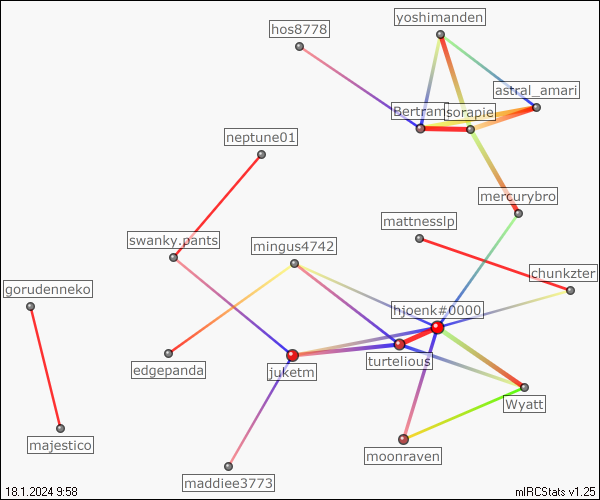 yoshimanden
hos8778
astral_amari
Bertram
sorapie
neptune01
mercurybro
mattnesslp
swanky.pants
mingus4742
chunkzter
gorudenneko
hjoenk#0000
edgepanda
juketm
turtelious
Wyatt
majestico
moonraven
maddiee3773
18.1.2024 9:58
mIRCStats v1.25